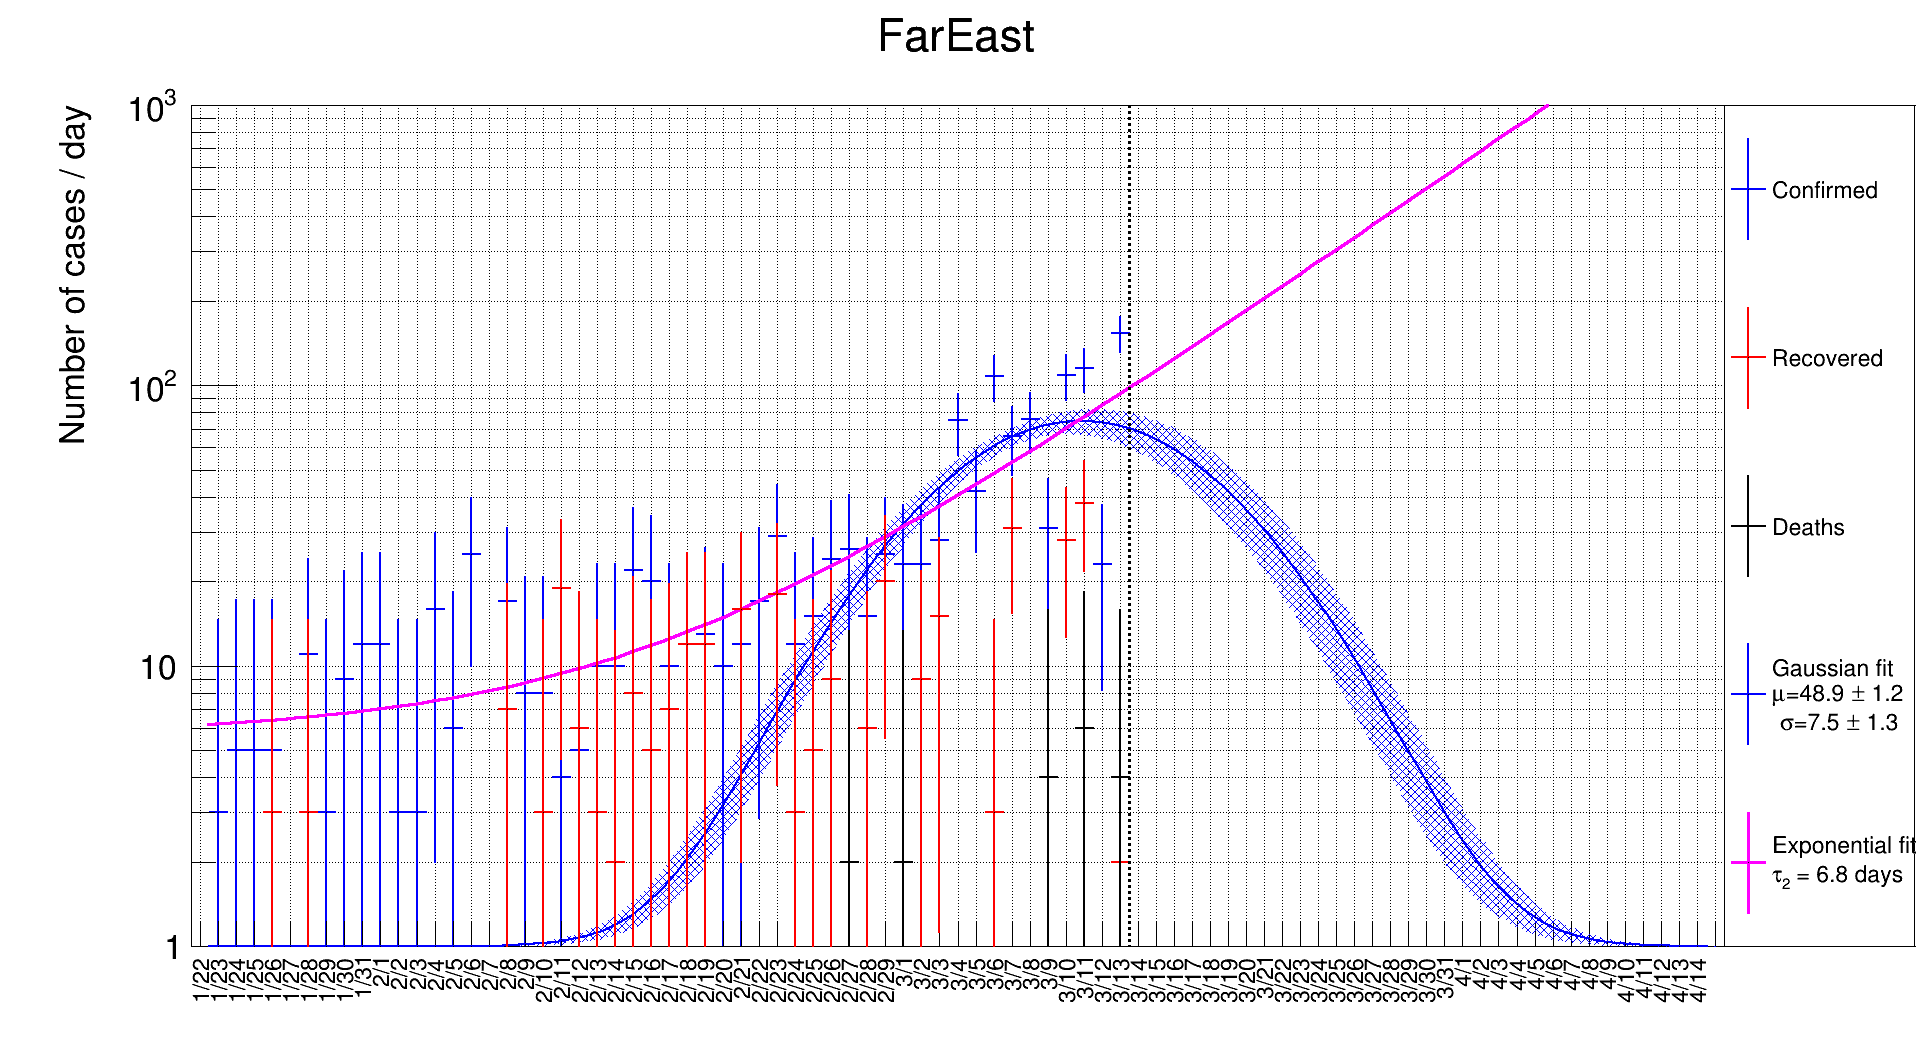 FarEast
Number of cases / day
10³
10²
10
1
1/22 1/23 1/24 1/25 1/26 1/27 1/28 1/29 1/30 1/31 2/1 2/2 2/3 2/4 2/5 2/6 2/7 2/8 2/9 2/10 2/11 2/12 2/13 2/14 2/15 2/16 2/17 2/18 2/19 2/20 2/21 2/22 2/23 2/24 2/25 2/26 2/27 2/28 2/29 3/1 3/2 3/3 3/4 3/5 3/6 3/7 3/8 3/9 3/10 3/11 3/12 3/13 3/14 3/15 3/16 3/17 3/18 3/19 3/20 3/21 3/22 3/23 3/24 3/25 3/26 3/27 3/28 3/29 3/30 3/31 4/1 4/2 4/3 4/4 4/5 4/6 4/7 4/8 4/9 4/10 4/11 4/12 4/13 4/14
Confirmed
Recovered
Deaths
Gaussian fit
μ=48.9 ± 1.2
σ=7.5 ± 1.3
Exponential fit
τ₂ = 6.8 days